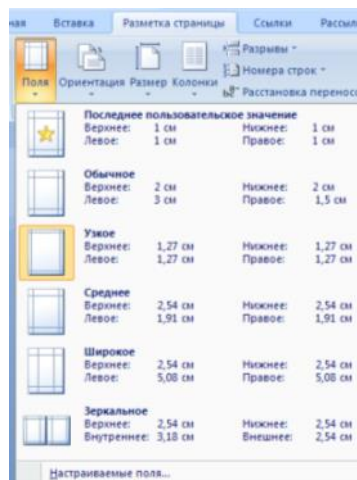 ная Вставка Разметка страницы Ссылки Рассыл
Поля Ориентация Размер Колонки
Разрывы
Номера строк
Расстановка перенос
Последнее пользовательское значение
Верхнее: 1 см Нижнее: 1 см
Левое: 1 см Правое: 1 см
Обычное
Верхнее: 2 см Нижнее: 2 см
Левое: 3 см Правое: 1,5 см
Узкое
Верхнее: 1,27 см Нижнее: 1,27 см
Левое: 1,27 см Правое: 1,27 см
Среднее
Верхнее: 2,54 см Нижнее: 2,54 см
Левое: 1,91 см Правое: 1,91 см
Широкое
Верхнее: 2,54 см Нижнее: 2,54 см
Левое: 5,08 см Правое: 5,08 см
Зеркальное
Верхнее: 2,54 см Нижнее: 2,54 см
Внутреннее: 3,18 см Внешнее: 2,54 см
Настраиваемые поля...